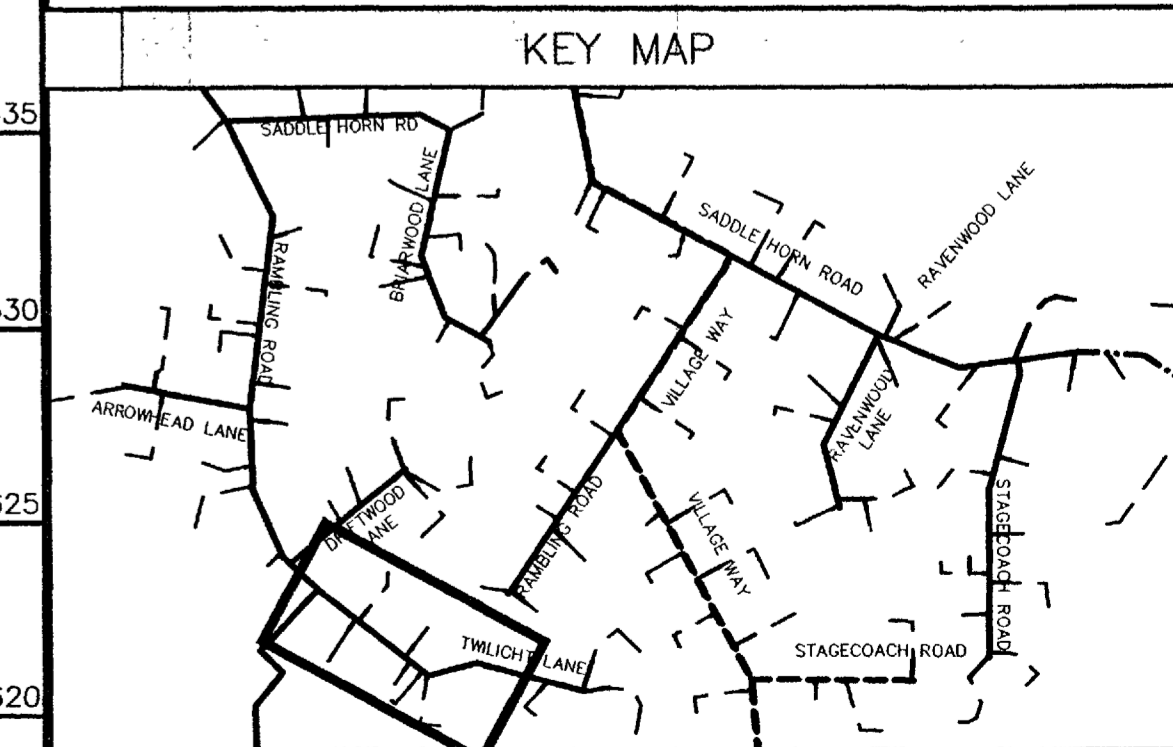 KEY MAP
35
SADDLE HORN RD
BRIARWOOD LANE
SADDLE HORN ROAD
RAVENWOOD LANE
RAMBLING ROAD
30
VILLAGE WAY
ARROWHEAD LANE
RAVENWOOD
LANE
DRIFTWOOD
LANE
RAMBLING ROAD
VILLAGE WAY
STAGECOACH ROAD
25
TWILIGHT LANE
STAGECOACH ROAD
620